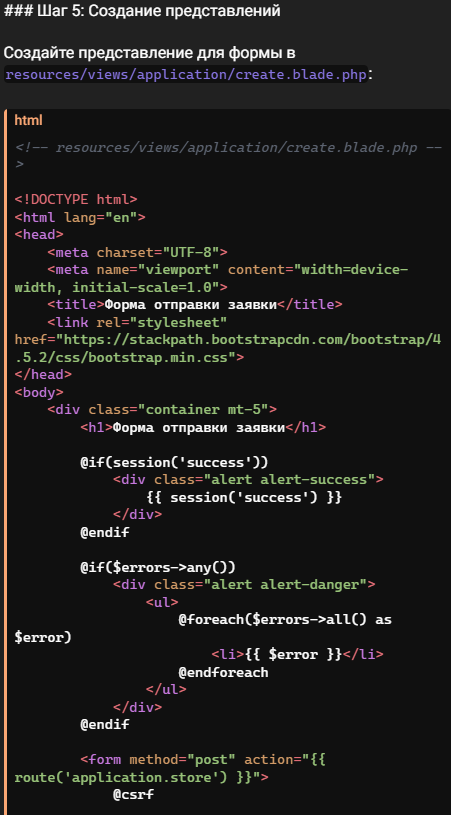 ### Шаг 5: Создание представлений
Создайте представление для формы в
resources/views/application/create.blade.php:
html
<!-- resources/views/application/create.blade.php --
>
<!DOCTYPE html>
<html lang="en">
<head>
    <meta charset="UTF-8">
    <meta name="viewport" content="width=device-
width, initial-scale=1.0">
    <title>Форма отправки заявки</title>
    <link rel="stylesheet"
href="https://stackpath.bootstrapcdn.com/bootstrap/4
.5.2/css/bootstrap.min.css">
</head>
<body>
    <div class="container mt-5">
        <h1>Форма отправки заявки</h1>
        @if(session('success'))
            <div class="alert alert-success">
                {{ session('success') }}
            </div>
        @endif
        @if($errors->any())
            <div class="alert alert-danger">
                <ul>
                    @foreach($errors->all() as
$error)
                        <li>{{ $error }}</li>
                    @endforeach
                </ul>
            </div>
        @endif
        <form method="post" action="{{
route('application.store') }}">
            @csrf